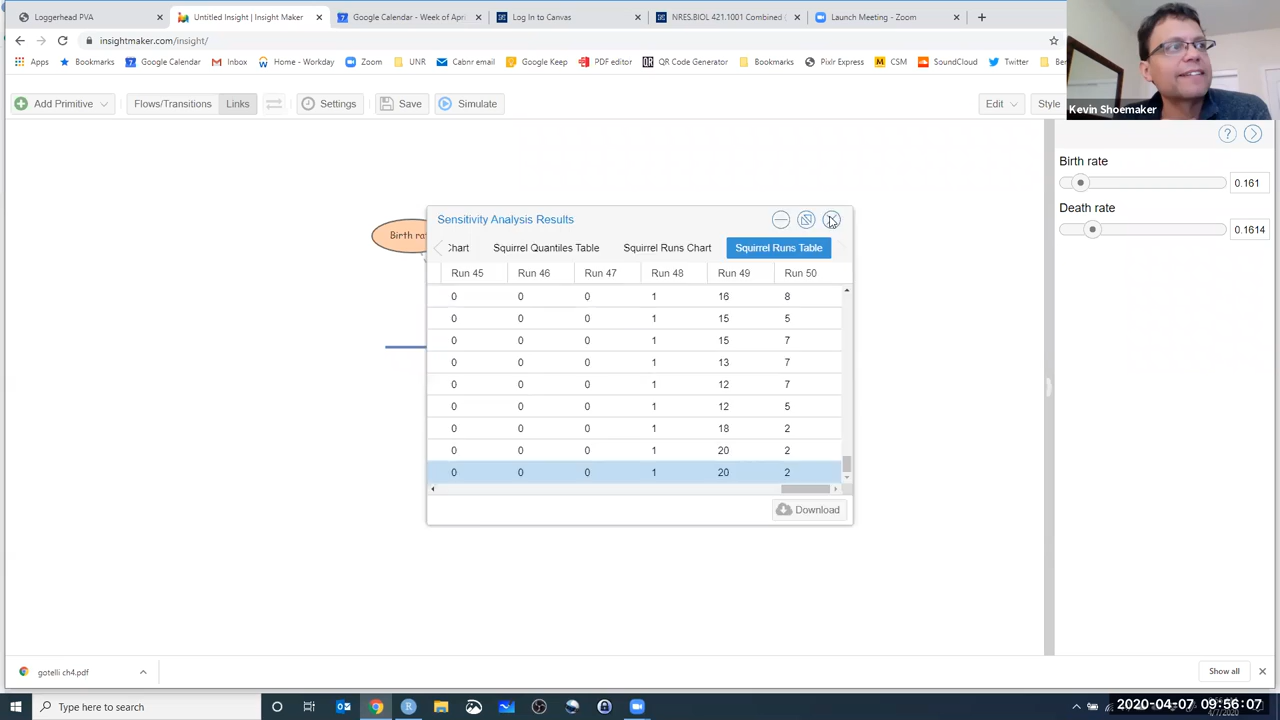 Loggerhead PVA
Untitled Insight | Insight Maker
Google Calendar - Week of Apri
Log In to Canvas
NRES.BIOL 421.1001 Combined (
Launch Meeting - Zoom
insightmaker.com/insight/
Apps
Bookmarks
Google Calendar
Inbox
Home - Workday
Zoom
UNR
Cabnr email
Google Keep
PDF editor
QR Code Generator
Bookmarks
Pixlr Express
CSM
SoundCloud
Twitter
Ber
Kevin Shoemaker
Add Primitive
Flows/Transitions
Links
Settings
Save
Simulate
Edit
Style
Birth rate
0.161
Death rate
0.1614
Birth ra
Sensitivity Analysis Results
Chart
Squirrel Quantiles Table
Squirrel Runs Chart
Squirrel Runs Table
Run 45 Run 46 Run 47 Run 48 Run 49 Run 50
0 0 0 1 16 8
0 0 0 1 15 5
0 0 0 1 15 7
0 0 0 1 13 7
0 0 0 1 12 7
0 0 0 1 12 5
0 0 0 1 18 2
0 0 0 1 20 2
0 0 0 1 20 2
Download
gotelli ch4.pdf
Show all
Type here to search
2020-04-07 09:56:07